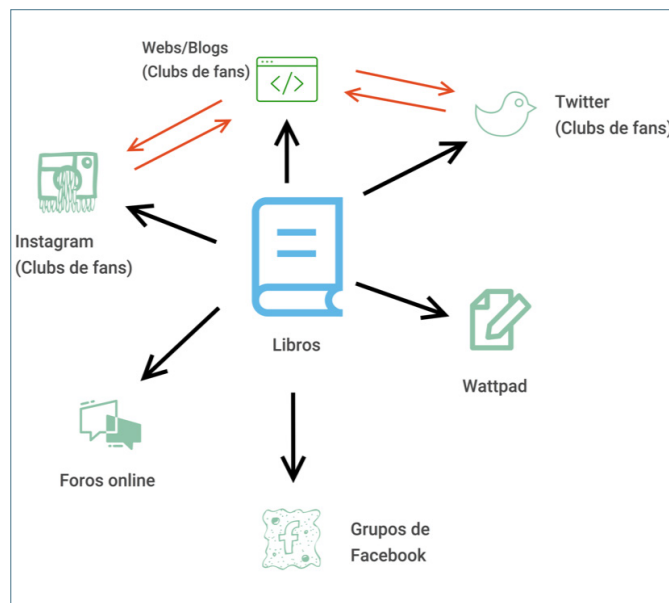 Webs/Blogs
(Clubs de fans)
</>
Twitter
(Clubs de fans)
Instagram
(Clubs de fans)
Libros
Wattpad
Foros online
f
Grupos de
Facebook